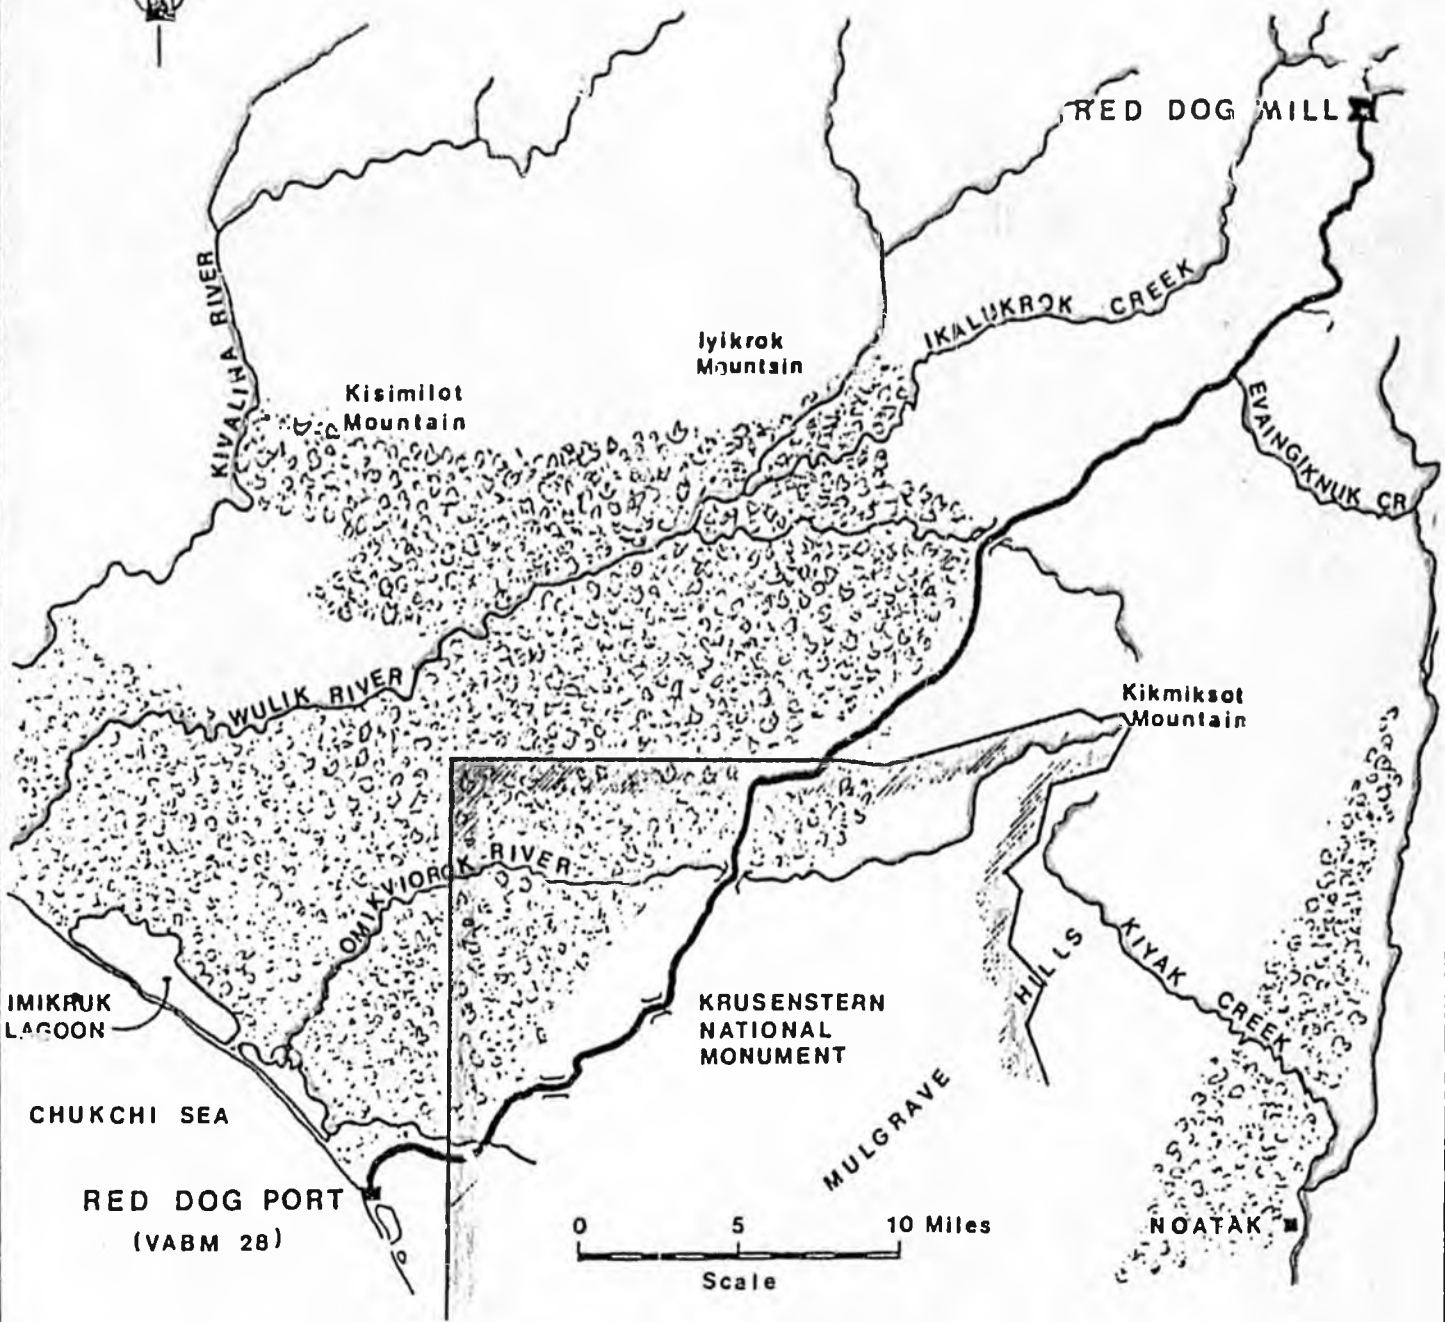 RED DOG MILL
KIVALINA RIVER
IKALUKROK CREEK
Iyikrok
Mountain
Kisimilot
Mountain
EVAINGIKNUK CR
WULIK RIVER
Kikmiksot
Mountain
OMIKVIOROK RIVER
KIYAK CREEK
IMIKRUK
LAGOON
KRUSENSTERN
NATIONAL
MONUMENT
MULGRAVE HILLS
CHUKCHI SEA
RED DOG PORT
(VABM 28)
NOATAK
0 5 10 Miles
Scale